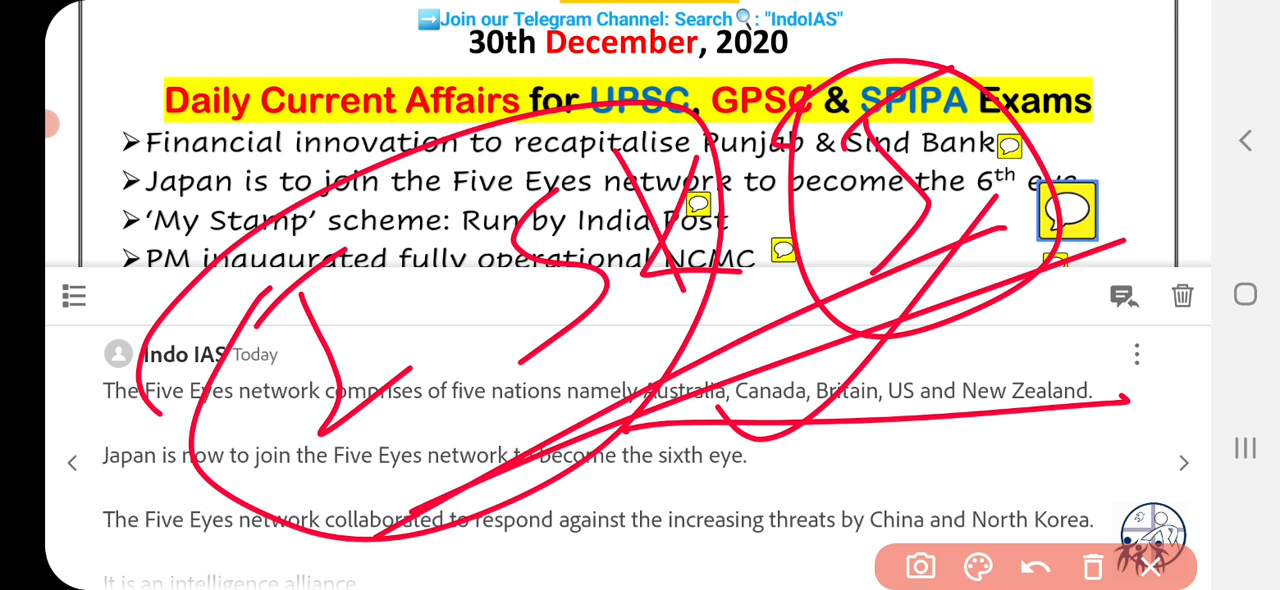 ➡Join our Telegram Channel: Search🔍: "IndoIAS"
30th December, 2020
Daily Current Affairs for UPSC, GPSC & SPIPA Exams
➢Financial innovation to recapitalise Punjab & Sind Bank
➢Japan is to join the Five Eyes network to become the 6th eye
➢‘My Stamp’ scheme: Run by India Post
➢PM inaugurated fully operational NCMC
Indo IAS Today
The Five Eyes network comprises of five nations namely Australia, Canada, Britain, US and New Zealand.
Japan is now to join the Five Eyes network to become the sixth eye.
The Five Eyes network collaborated to respond against the increasing threats by China and North Korea.
It is an intelligence alliance